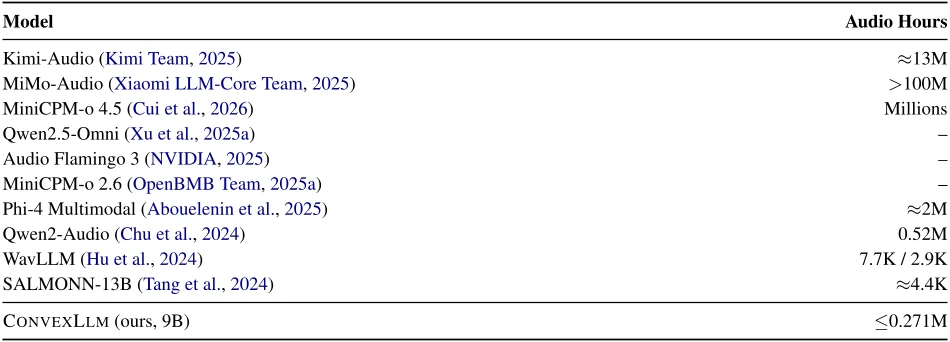 Model Audio Hours
Kimi-Audio (Kimi Team, 2025) ≈13M
MiMo-Audio (Xiaomi LLM-Core Team, 2025) >100M
MiniCPM-o 4.5 (Cui et al., 2026) Millions
Qwen2.5-Omni (Xu et al., 2025a) –
Audio Flamingo 3 (NVIDIA, 2025) –
MiniCPM-o 2.6 (OpenBMB Team, 2025a) –
Phi-4 Multimodal (Abouelenin et al., 2025) ≈2M
Qwen2-Audio (Chu et al., 2024) 0.52M
WavLLM (Hu et al., 2024) 7.7K / 2.9K
SALMONN-13B (Tang et al., 2024) ≈4.4K
CONVEXLLM (ours, 9B) ≤0.271M